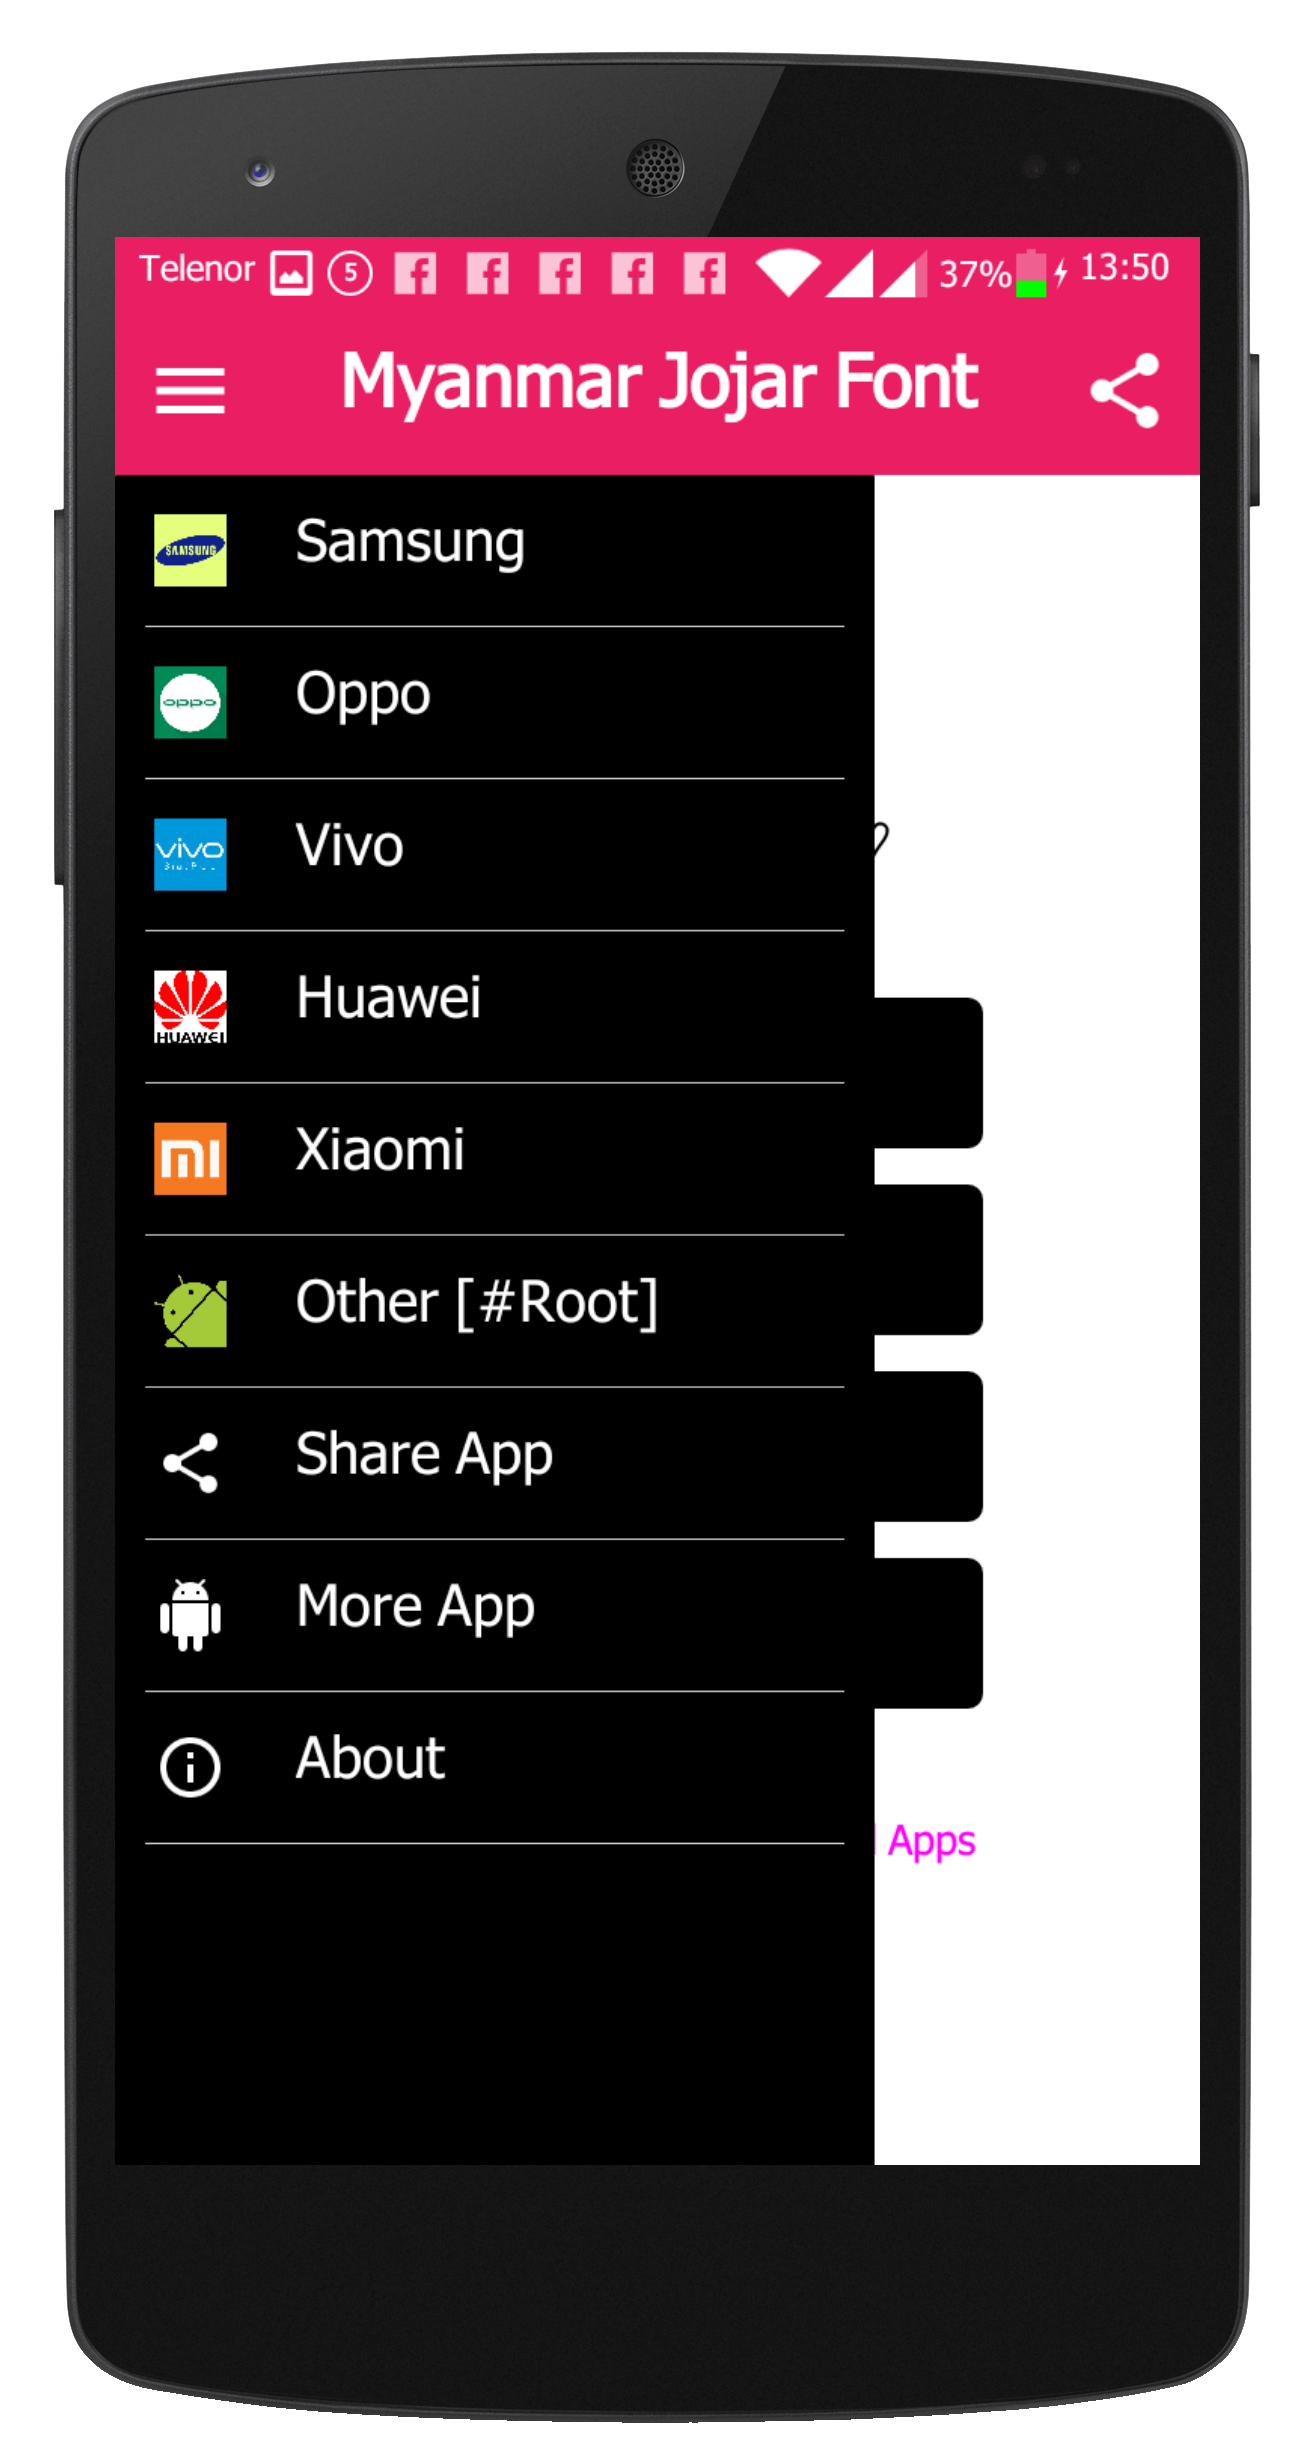 Telenor 5 37% 13:50
Myanmar Jojar Font
SAMSUNG Samsung
oppo Oppo
vivo Vivo
HUAWEI Huawei
mi Xiaomi
Other [#Root]
Share App
More App
About
Apps